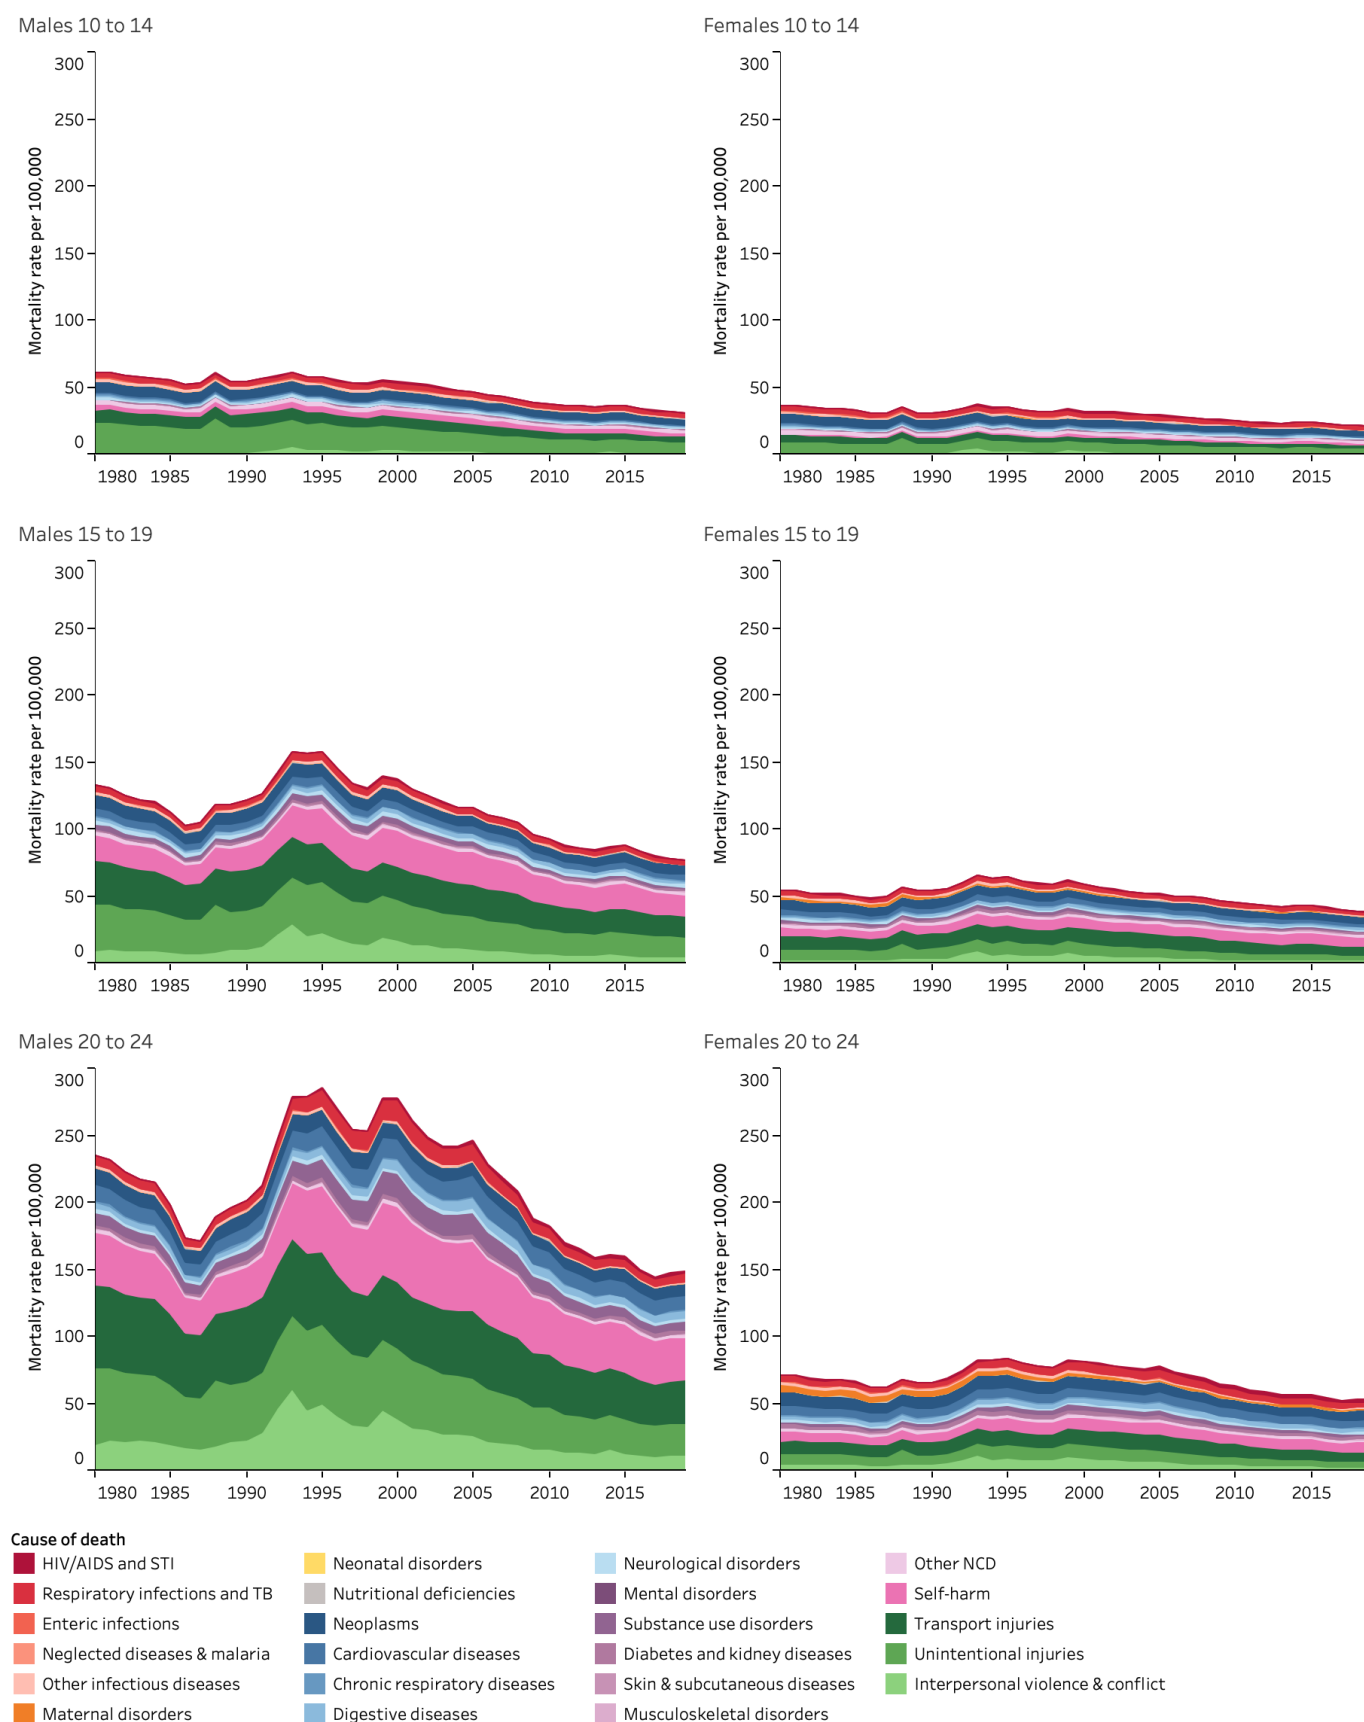 Males 10 to 14
Females 10 to 14
Mortality rate per 100,000
300
250
200
150
100
50
0
1980 1985 1990 1995 2000 2005 2010 2015
Mortality rate per 100,000
300
250
200
150
100
50
0
1980 1985 1990 1995 2000 2005 2010 2015
Males 15 to 19
Females 15 to 19
Mortality rate per 100,000
300
250
200
150
100
50
0
1980 1985 1990 1995 2000 2005 2010 2015
Mortality rate per 100,000
300
250
200
150
100
50
0
1980 1985 1990 1995 2000 2005 2010 2015
Males 20 to 24
Females 20 to 24
Mortality rate per 100,000
300
250
200
150
100
50
0
1980 1985 1990 1995 2000 2005 2010 2015
Mortality rate per 100,000
300
250
200
150
100
50
0
1980 1985 1990 1995 2000 2005 2010 2015
Cause of death
HIV/AIDS and STI
Respiratory infections and TB
Enteric infections
Neglected diseases & malaria
Other infectious diseases
Maternal disorders
Neonatal disorders
Nutritional deficiencies
Neoplasms
Cardiovascular diseases
Chronic respiratory diseases
Digestive diseases
Neurological disorders
Mental disorders
Substance use disorders
Diabetes and kidney diseases
Skin & subcutaneous diseases
Musculoskeletal disorders
Other NCD
Self-harm
Transport injuries
Unintentional injuries
Interpersonal violence & conflict